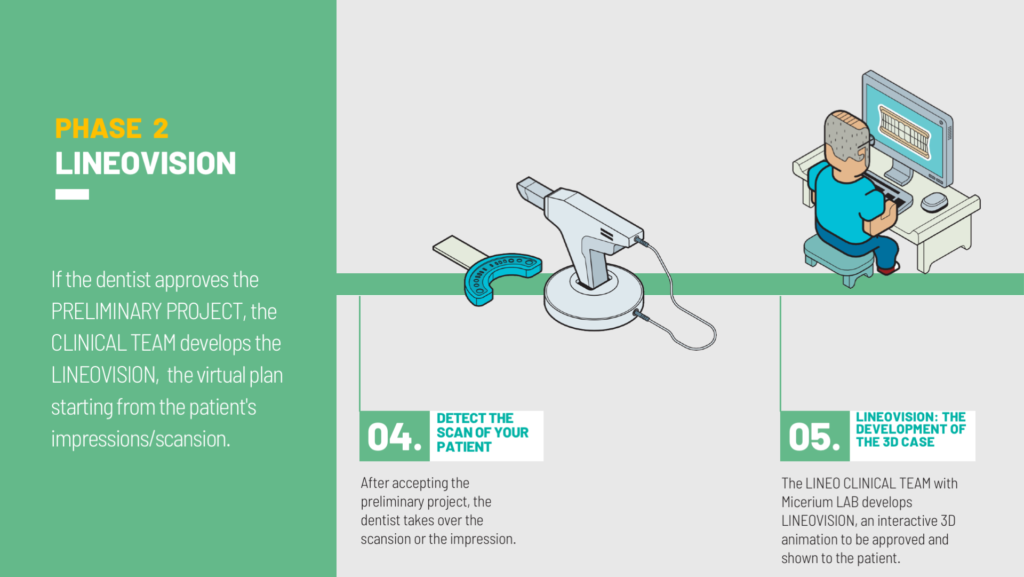 PHASE 2
LINEOVISION
If the dentist approves the
PRELIMINARY PROJECT, the
CLINICAL TEAM develops the
LINEOVISION, the virtual plan
starting from the patient's
impressions/scansion.
04.
DETECT THE
SCAN OF YOUR
PATIENT
After accepting the
preliminary project, the
dentist takes over the
scansion or the impression.
05.
LINEOVISION: THE
DEVELOPMENT OF
THE 3D CASE
The LINEO CLINICAL TEAM with
Micerium LAB develops
LINEOVISION, an interactive 3D
animation to be approved and
shown to the patient.